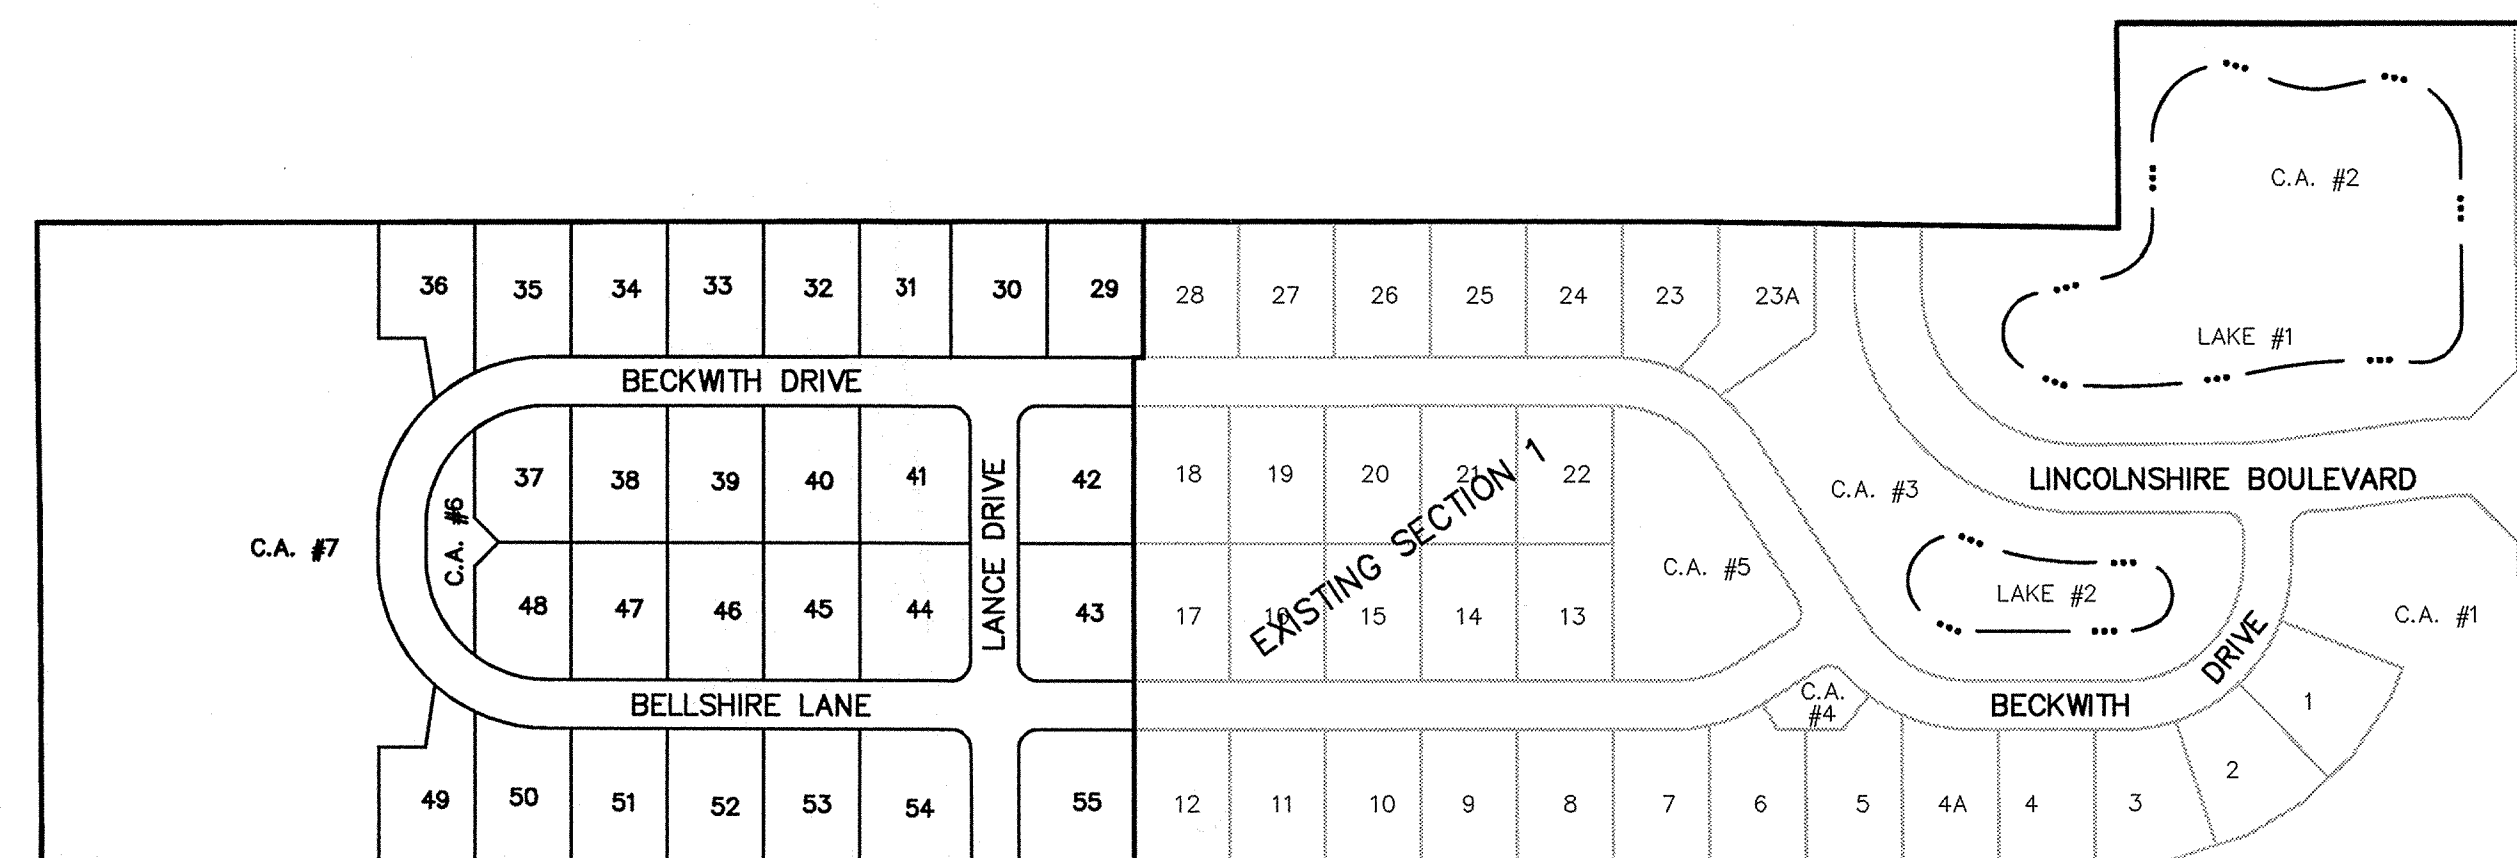 C.A. #2
LAKE #1
36 35 34 33 32 31 30 29 28 27 26 25 24 23 23A
BECKWITH DRIVE
37 38 39 40 41 42 18 19 20 21 22
C.A. #3
LINCOLNSHIRE BOULEVARD
C.A. #7
C.A. #6
LANCE DRIVE
EXISTING SECTION 1
C.A. #5
LAKE #2
C.A. #1
48 47 46 45 44 43 17 16 15 14 13
BELLSHIRE LANE
C.A.
#4
BECKWITH
DRIVE
1
2
49 50 51 52 53 54 55 12 11 10 9 8 7 6 5 4A 4 3